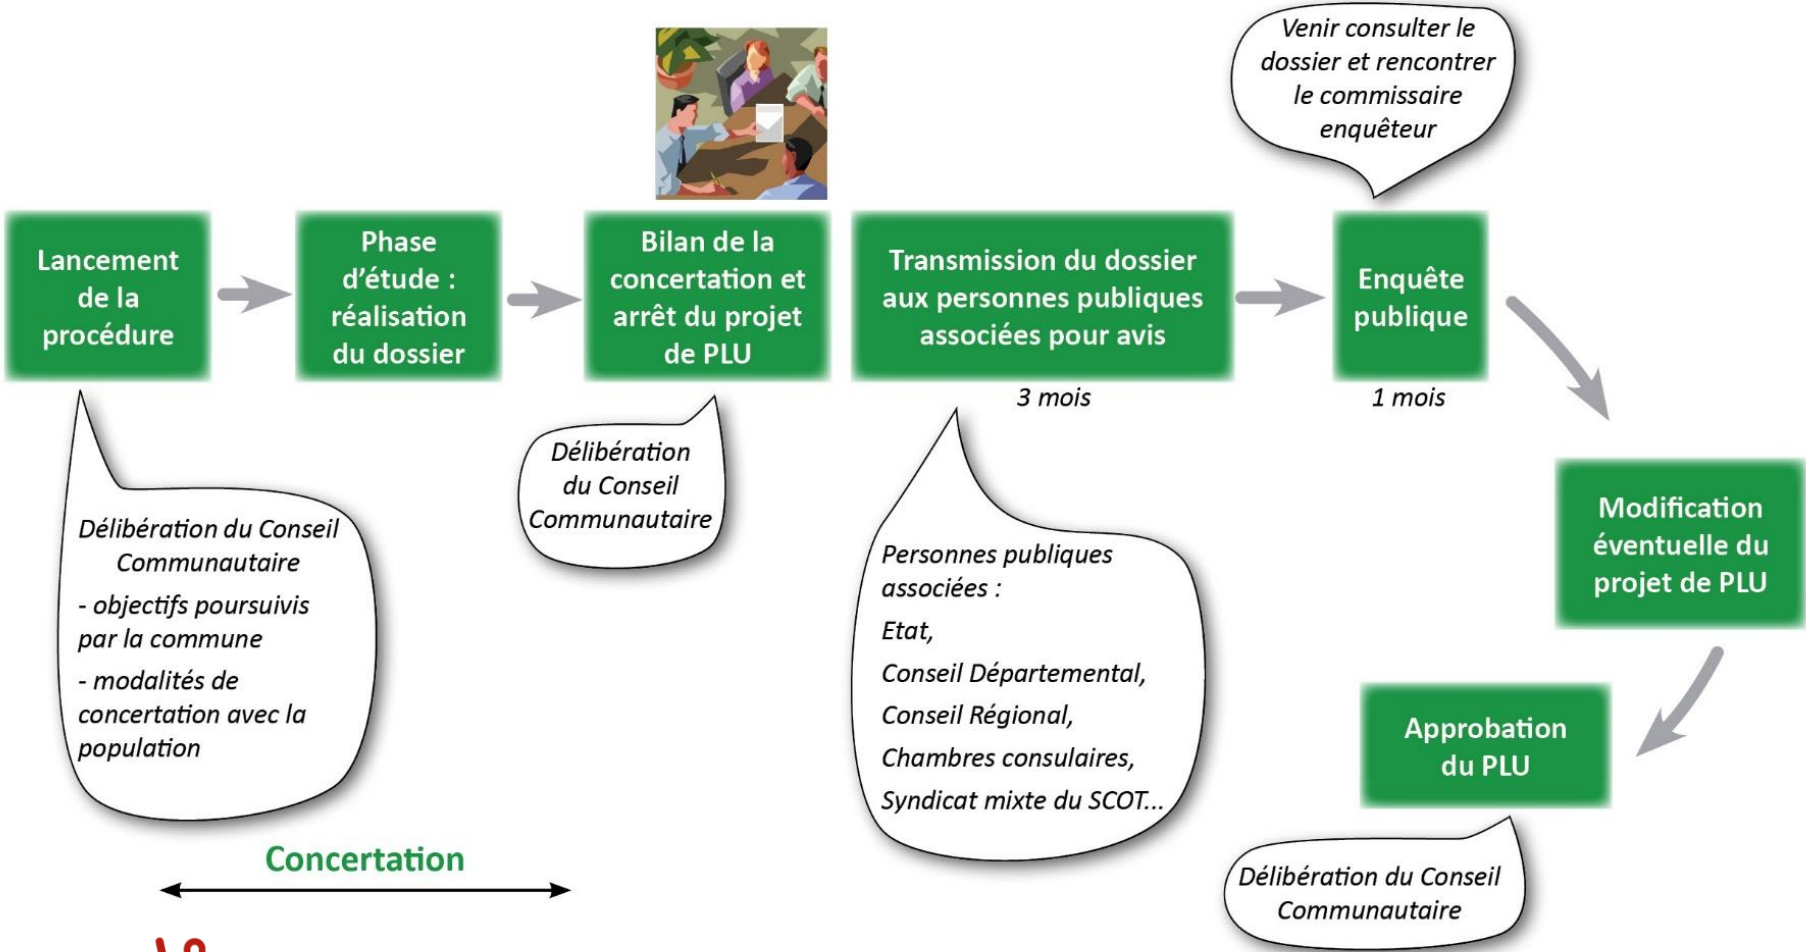 Venir consulter le
dossier et rencontrer
le commissaire
enquêteur
Lancement
de la
procédure
Phase
d'étude :
réalisation
du dossier
Bilan de la
concertation et
arrêt du projet
de PLU
Transmission du dossier
aux personnes publiques
associées pour avis
3 mois
Enquête
publique
1 mois
Délibération du Conseil
Communautaire
- objectifs poursuivis
par la commune
- modalités de
concertation avec la
population
Délibération
du Conseil
Communautaire
Personnes publiques
associées :
Etat,
Conseil Départemental,
Conseil Régional,
Chambres consulaires,
Syndicat mixte du SCOT...
Modification
éventuelle du
projet de PLU
Approbation
du PLU
Délibération du Conseil
Communautaire
Concertation